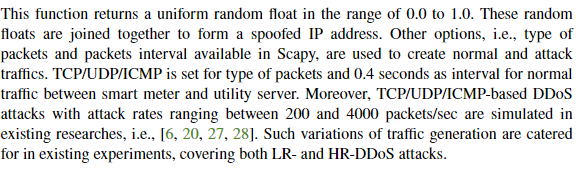 This function returns a uniform random float in the range of 0.0 to 1.0. These random
floats are joined together to form a spoofed IP address. Other options, i.e., type of
packets and packets interval available in Scapy, are used to create normal and attack
traffics. TCP/UDP/ICMP is set for type of packets and 0.4 seconds as interval for normal
traffic between smart meter and utility server. Moreover, TCP/UDP/ICMP-based DDoS
attacks with attack rates ranging between 200 and 4000 packets/sec are simulated in
existing researches, i.e., [6, 20, 27, 28]. Such variations of traffic generation are catered
for in existing experiments, covering both LR- and HR-DDoS attacks.